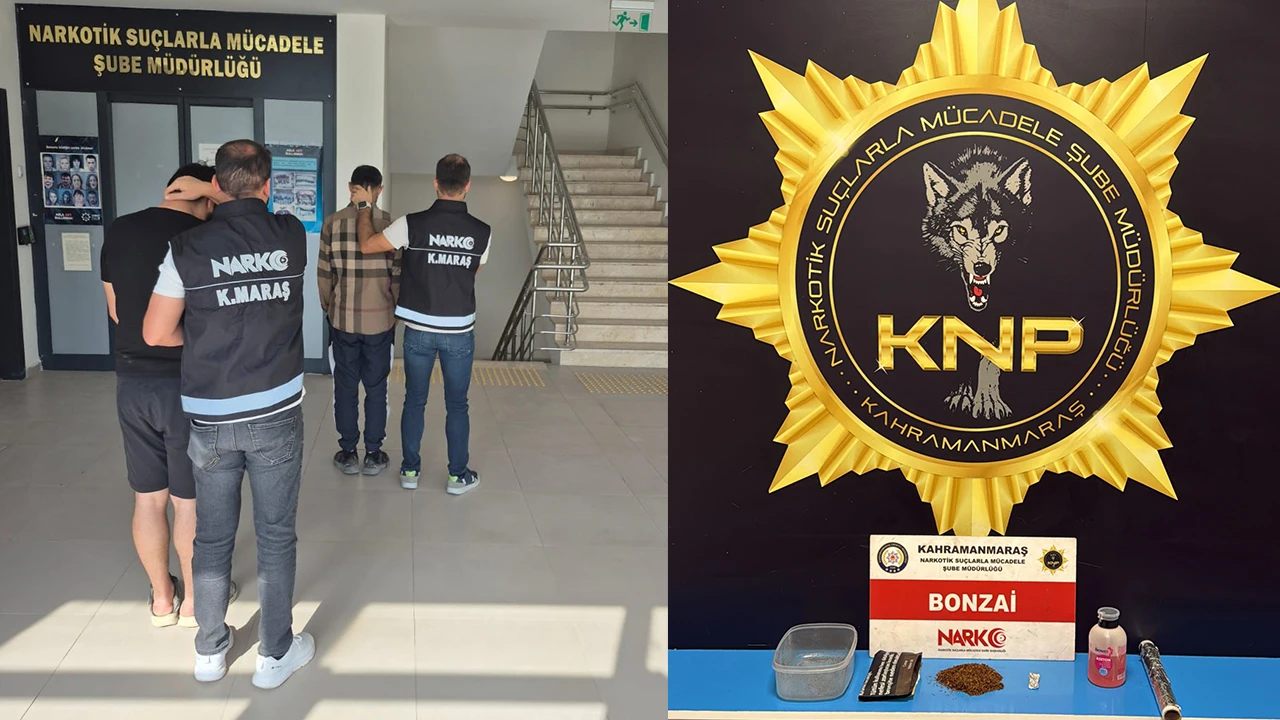 NARKOTİK SUÇLARLA MÜCADELE
ŞUBE MÜDÜRLÜĞÜ
NARKO
K.MARAŞ
NARKO
K.MARAŞ
NARKOTİK SUÇLARLA MÜCADELE ŞUBE MÜDÜRLÜĞÜ
KNP
KAHRAMANMARAŞ
KAHRAMANMARAŞ
NARKOTİK SUÇLARLA MÜCADELE
ŞUBE MÜDÜRLÜĞÜ
BONZAİ
NARKO